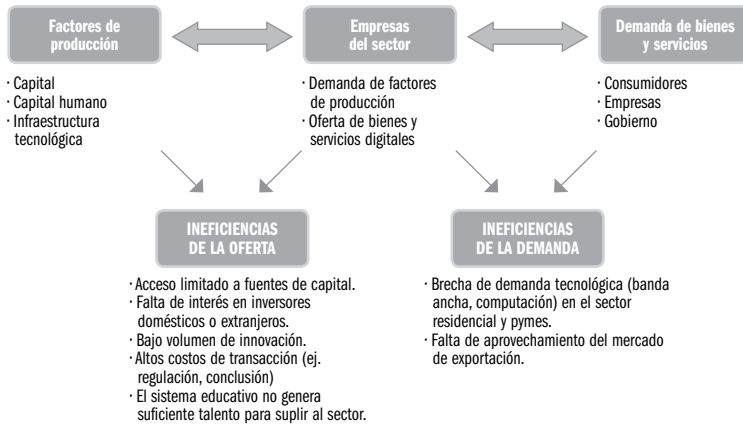 Factores de
producción
Empresas
del sector
Demanda de bienes
y servicios
· Capital
· Capital humano
· Infraestructura
tecnológica
· Demanda de factores
de producción
· Oferta de bienes y
servicios digitales
· Consumidores
· Empresas
· Gobierno
INEFICIENCIAS
DE LA OFERTA
INEFICIENCIAS
DE LA DEMANDA
· Acceso limitado a fuentes de capital.
· Falta de interés en inversores
domésticos o extranjeros.
· Bajo volumen de innovación.
· Altos costos de transacción (ej.
regulación, conclusión)
· El sistema educativo no genera
suficiente talento para suplir al sector.
· Brecha de demanda tecnológica (banda
ancha, computación) en el sector
residencial y pymes.
· Falta de aprovechamiento del mercado
de exportación.